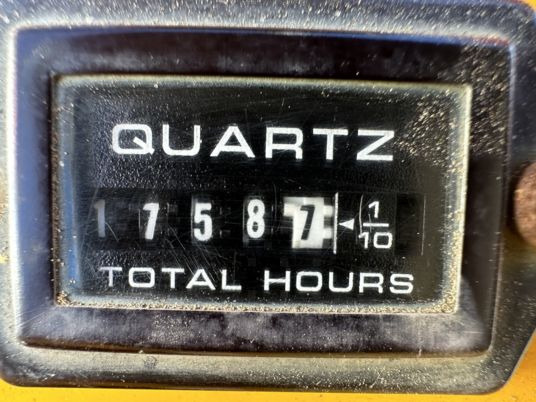 QUARTZ
17587 ◄ 1/10
TOTAL HOURS